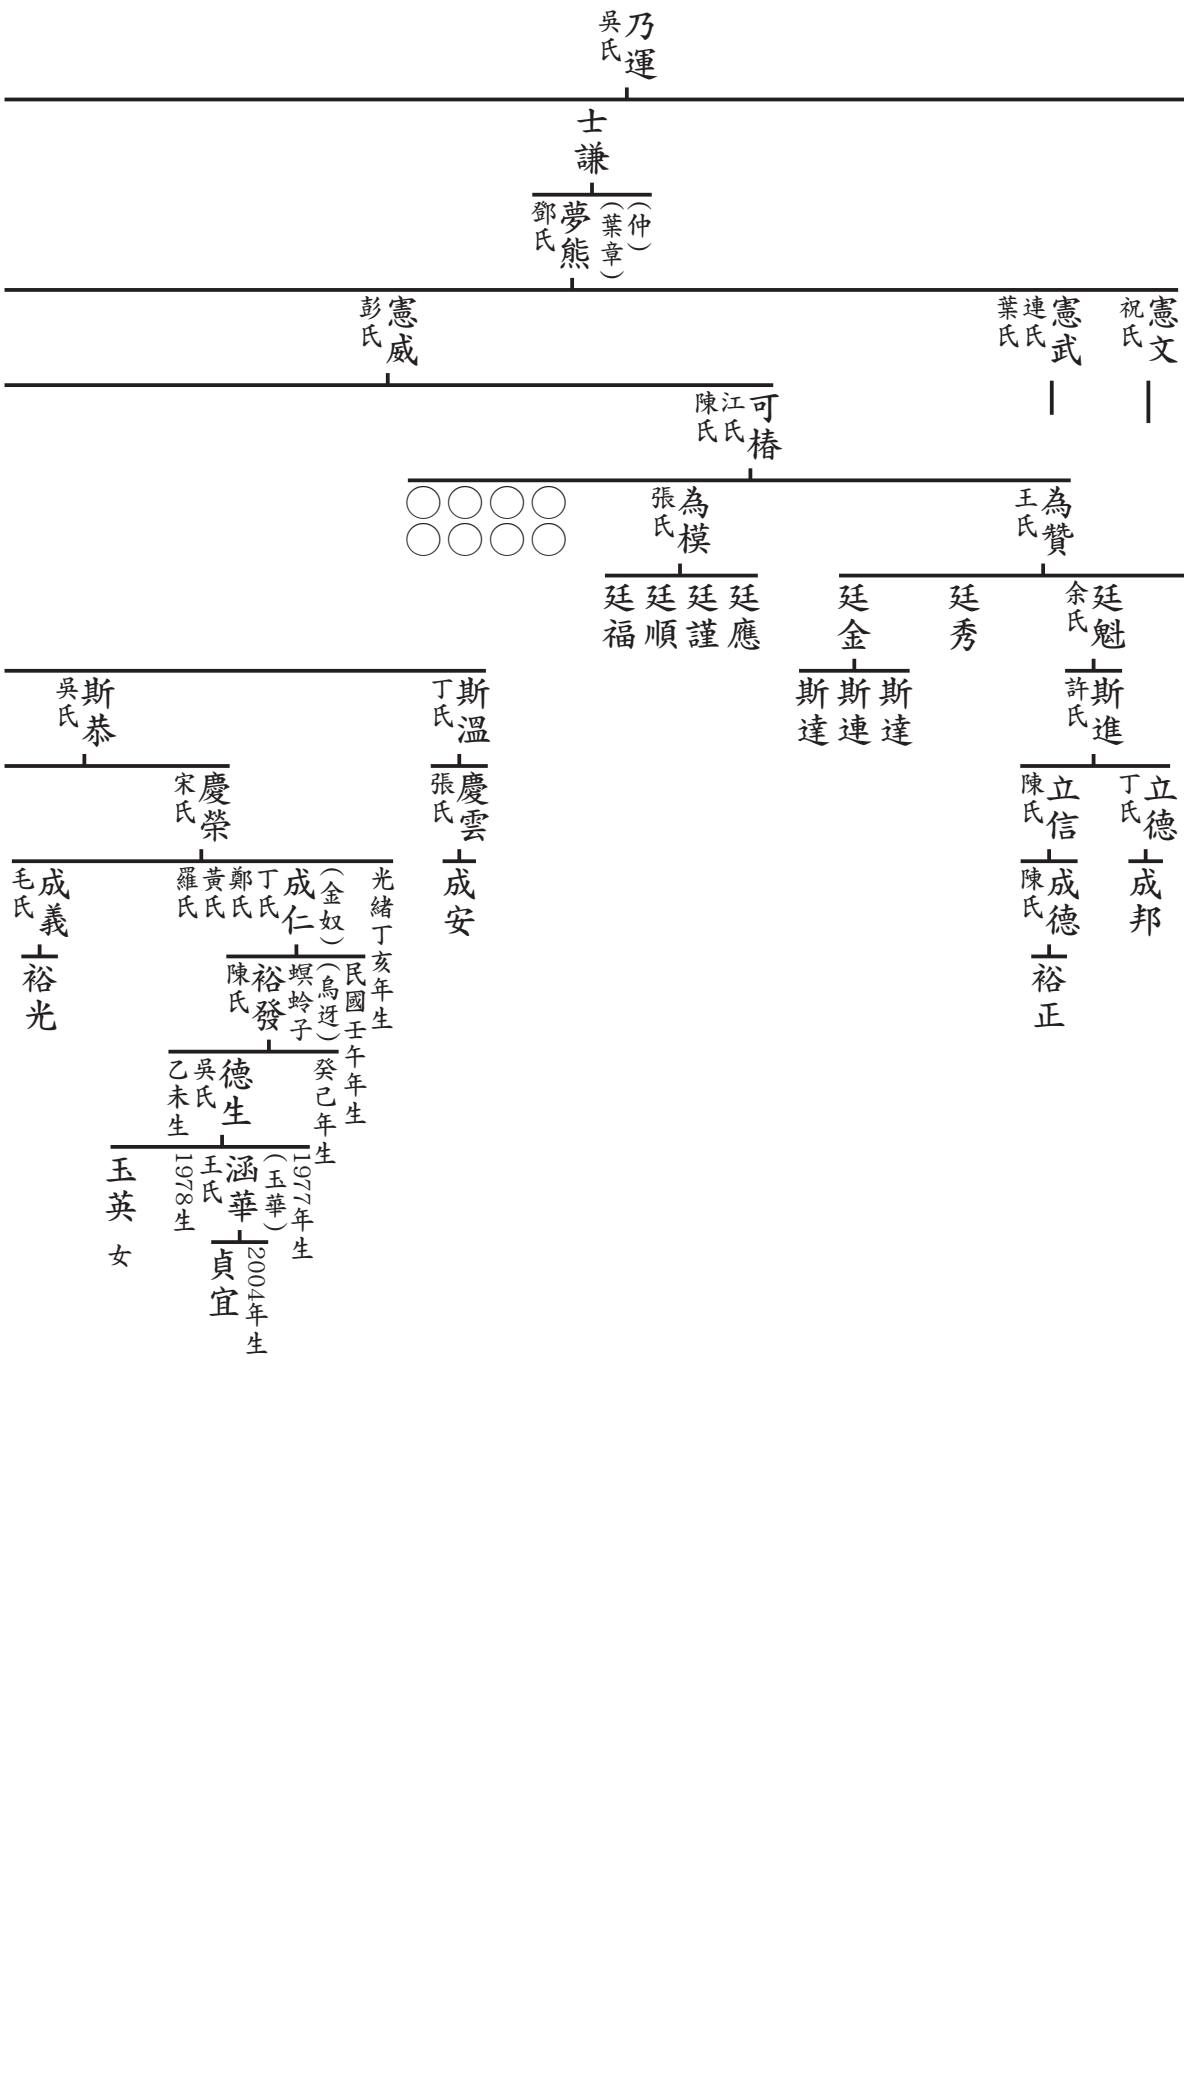 乃運
吳氏
士謙
(仲)
(葉章)
夢熊
鄧氏
憲文
祝氏
憲武
連氏
葉氏
憲威
彭氏
可椿
江氏
陳氏
為贊
王氏
為模
張氏
○○
○○
○○
○○
廷魁
余氏
廷秀
廷金
廷應
廷謹
廷順
廷福
斯進
許氏
斯達
斯連
斯達
斯溫
丁氏
斯恭
吳氏
立德
丁氏
立信
陳氏
慶雲
張氏
慶榮
宋氏
成邦
成德
陳氏
成安
光緒丁亥年生
(金奴)
成仁
丁氏
鄭氏
黃氏
羅氏
成義
毛氏
裕正
民國壬午年生
(烏迓)
螟蛉子
裕發
陳氏
裕光
癸己年生
德生
吳氏
乙未生
1977年生
(玉華)
涵華
王氏
1978生
玉英 女
2004年生
貞宜